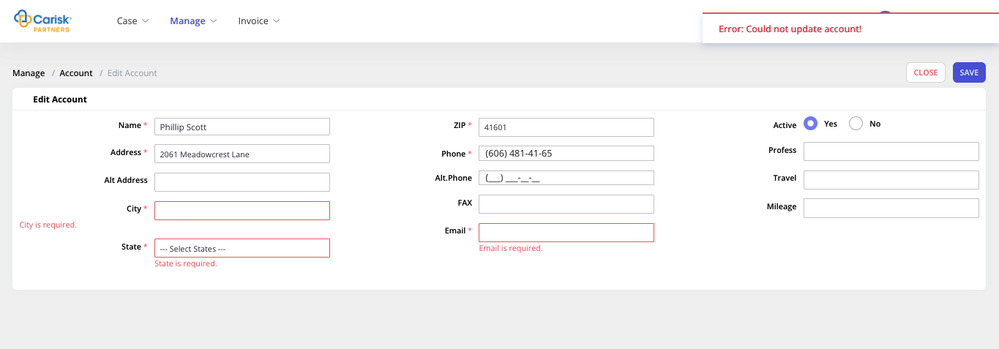 Carisk
PARTNERS
Case
Manage
Invoice
Error: Could not update account!
Manage / Account / Edit Account
CLOSE
SAVE
Edit Account
Name *
Phillip Scott
Address *
2061 Meadowcrest Lane
Alt Address
City *
City is required.
State *
--- Select States ---
State is required.
ZIP *
41601
Phone *
(606) 481-41-65
Alt.Phone
(___) ___-__-__
FAX
Email *
Email is required.
Active
Yes
No
Profess
Travel
Mileage